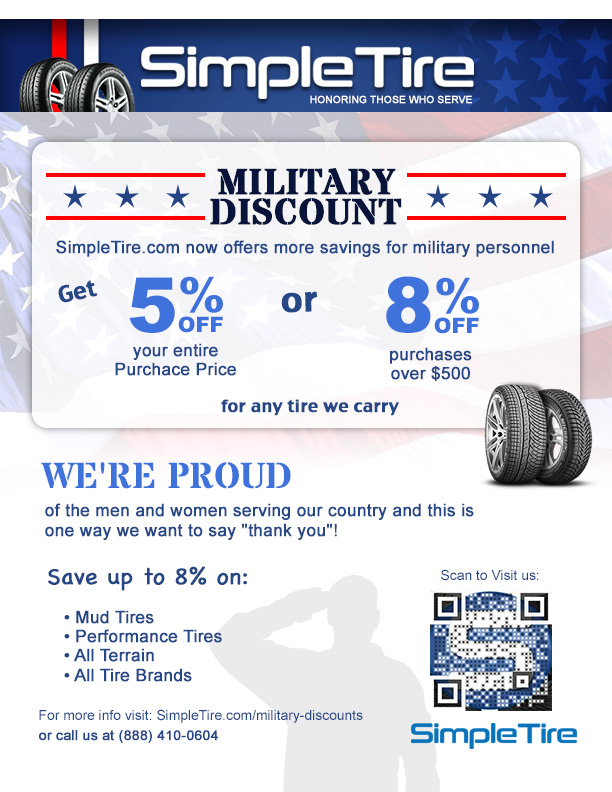 SimpleTire
HONORING THOSE WHO SERVE
MILITARY
DISCOUNT
SimpleTire.com now offers more savings for military personnel
Get
5% OFF
your entire
Purchace Price
or
8% OFF
purchases
over $500
for any tire we carry
WE'RE PROUD
of the men and women serving our country and this is
one way we want to say "thank you"!
Save up to 8% on:
• Mud Tires
• Performance Tires
• All Terrain
• All Tire Brands
Scan to Visit us:
SimpleTire
For more info visit: SimpleTire.com/military-discounts
or call us at (888) 410-0604